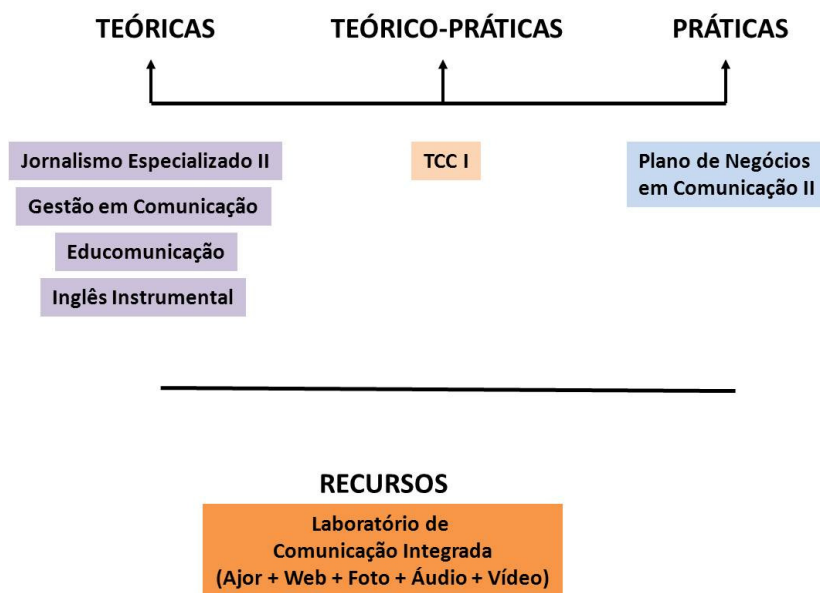 TEÓRICAS
TEÓRICO-PRÁTICAS
PRÁTICAS
Jornalismo Especializado II
Gestão em Comunicação
Educomunicação
Inglês Instrumental
TCC I
Plano de Negócios
em Comunicação II
RECURSOS
Laboratório de
Comunicação Integrada
(Ajor + Web + Foto + Áudio + Vídeo)